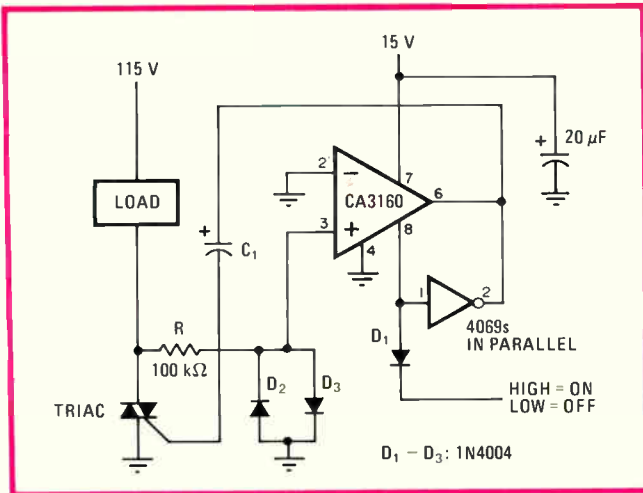 115 V
15 V
20 μF
+
LOAD
2
−
7
CA3160
6
3
+
8
4
+
C₁
R
100 kΩ
1
2
4069s
IN PARALLEL
D₁
D₂
D₃
TRIAC
HIGH = ON
LOW = OFF
D₁ – D₃: 1N4004